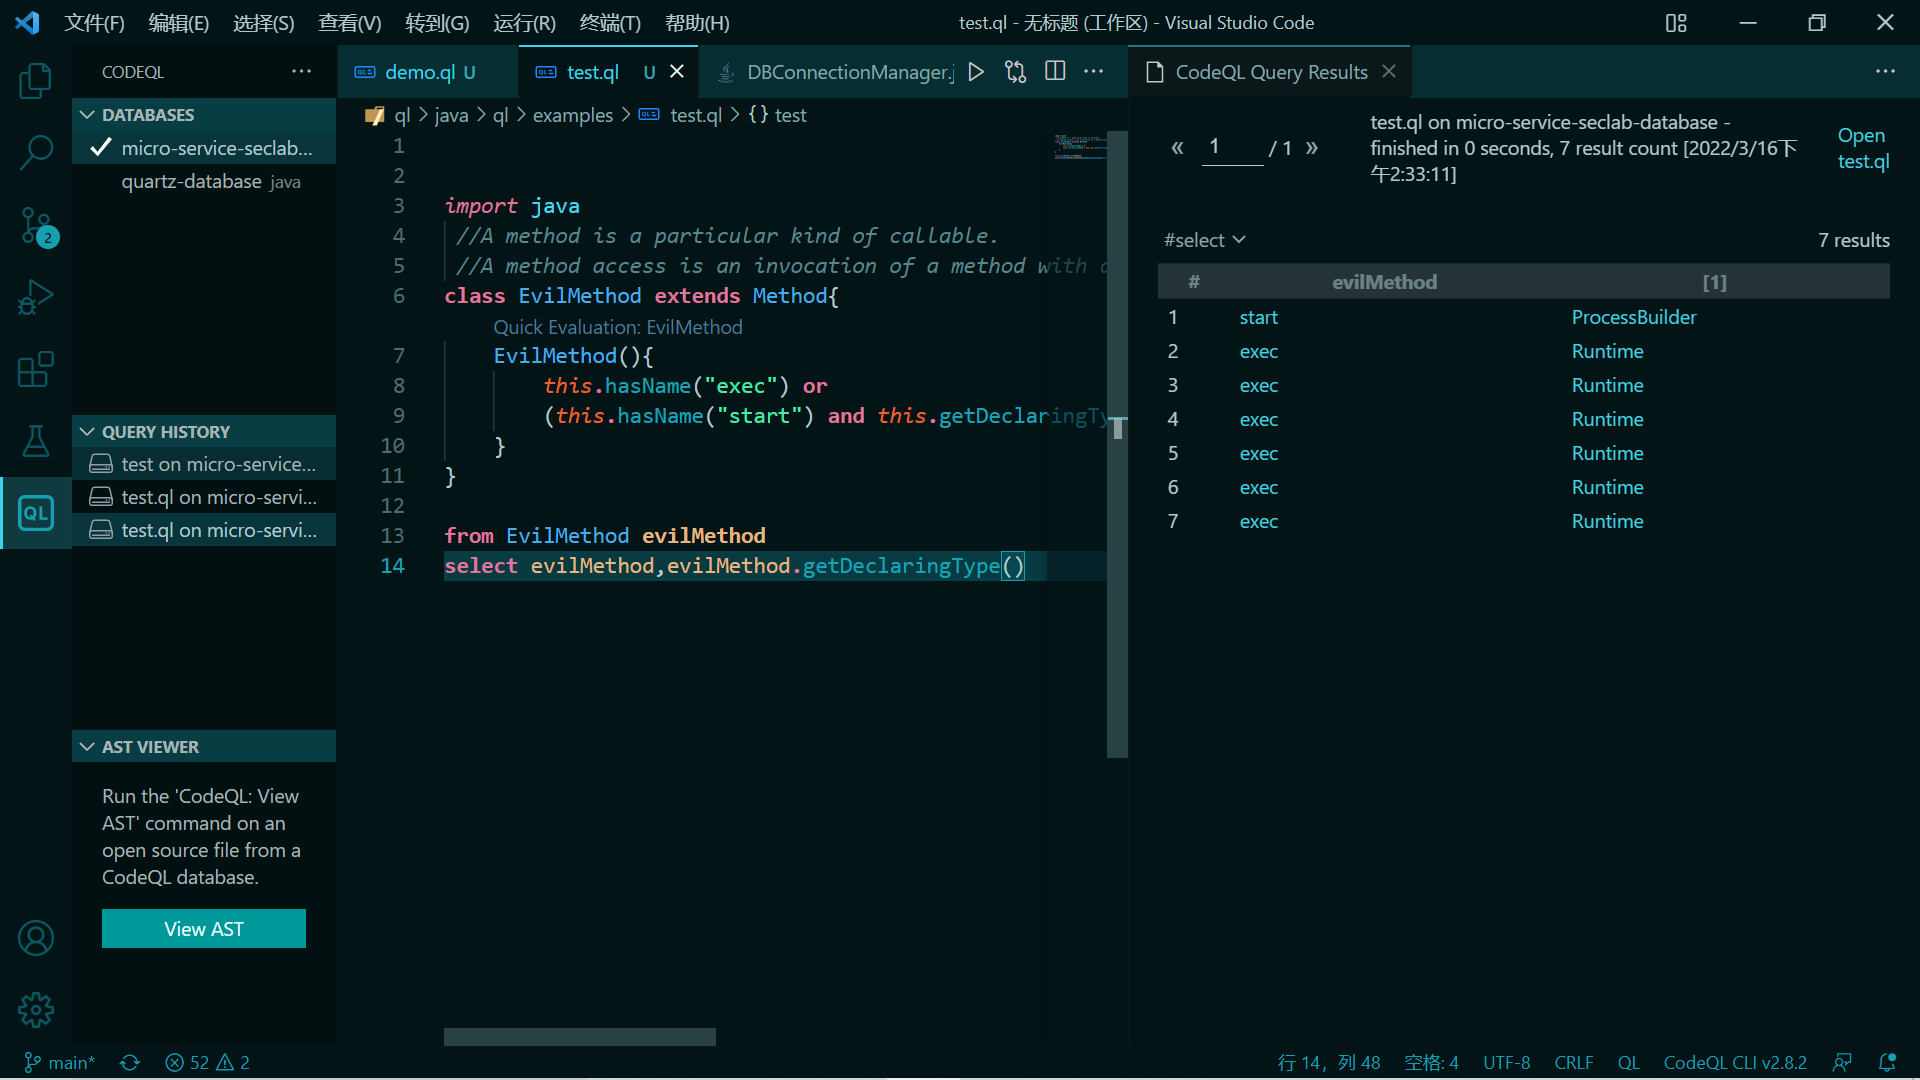 文件(F) 编辑(E) 选择(S) 查看(V) 转到(G) 运行(R) 终端(T) 帮助(H) test.ql - 无标题 (工作区) - Visual Studio Code
CODEQL
DATABASES
micro-service-seclab...
quartz-database java
QUERY HISTORY
test on micro-service...
test.ql on micro-servi...
test.ql on micro-servi...
AST VIEWER
Run the 'CodeQL: View
AST' command on an
open source file from a
CodeQL database.
View AST
2
QL
demo.ql U test.ql U DBConnectionManager.j
ql > java > ql > examples > test.ql > {} test
1
2
3 import java
4 //A method is a particular kind of callable.
5 //A method access is an invocation of a method with
6 class EvilMethod extends Method{
Quick Evaluation: EvilMethod
7 EvilMethod(){
8 this.hasName("exec") or
9 (this.hasName("start") and this.getDeclaringTy
10 }
11 }
12
13 from EvilMethod evilMethod
14 select evilMethod,evilMethod.getDeclaringType()
CodeQL Query Results
« 1 / 1 »
test.ql on micro-service-seclab-database -
finished in 0 seconds, 7 result count [2022/3/16下
午2:33:11]
Open
test.ql
#select 7 results
# evilMethod [1]
1 start ProcessBuilder
2 exec Runtime
3 exec Runtime
4 exec Runtime
5 exec Runtime
6 exec Runtime
7 exec Runtime
main* 52 2 行 14，列 48 空格: 4 UTF-8 CRLF QL CodeQL CLI v2.8.2